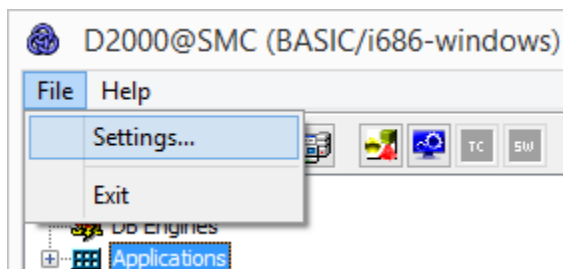 D2000@SMC (BASIC/i686-windows)
File Help
Settings...
TC SW
Exit
DB Engines
Applications